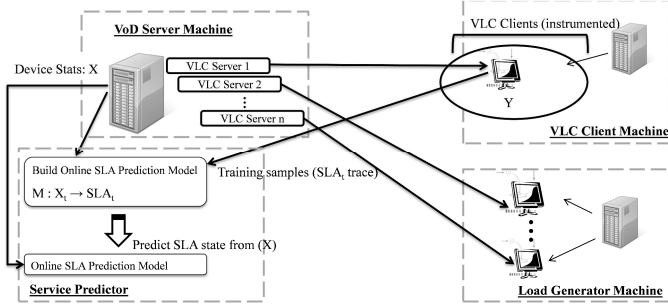 VoD Server Machine
VLC Clients (instrumented)
Device Stats: X
VLC Server 1
VLC Server 2
VLC Server n
Y
VLC Client Machine
Build Online SLA Prediction Model
M : Xt → SLAt
Training samples (SLAt trace)
Predict SLA state from (X)
Online SLA Prediction Model
Service Predictor
Load Generator Machine